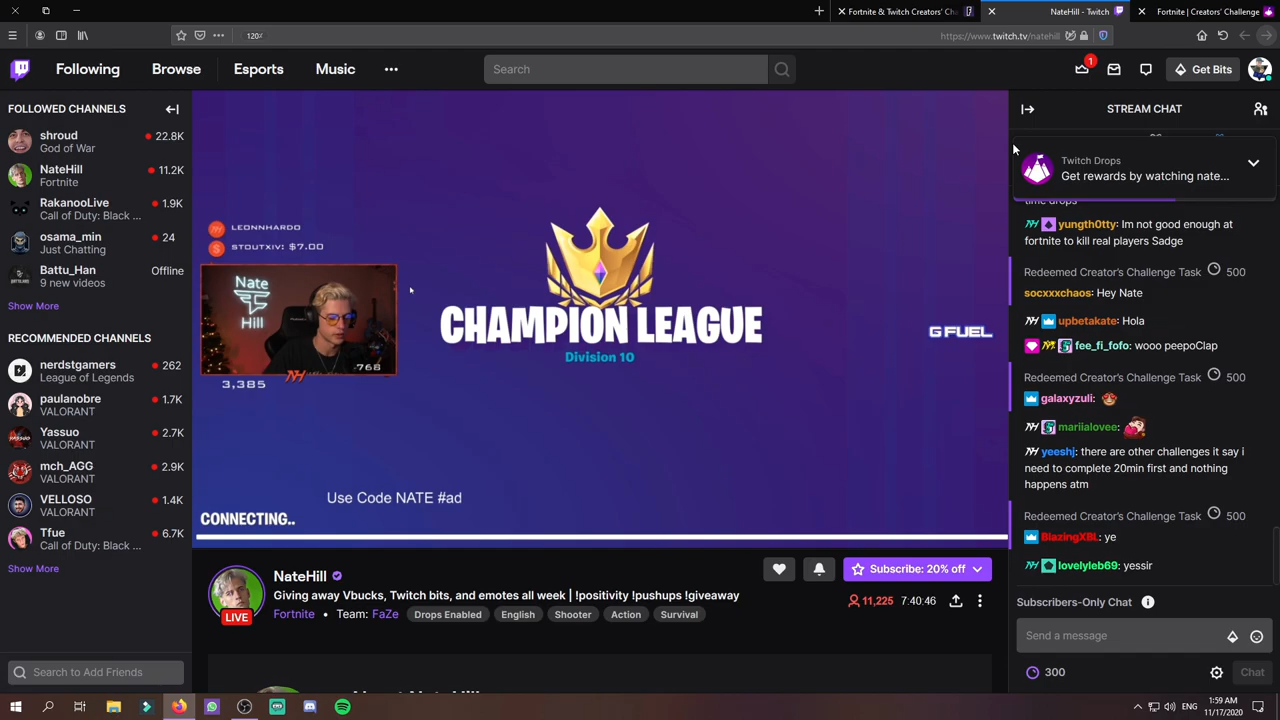 Fortnite & Twitch Creators' Cha
NateHill - Twitch
Fortnite | Creators' Challenge
120%
https://www.twitch.tv/natehill
Following
Browse
Esports
Music
Search
1
Get Bits
FOLLOWED CHANNELS
shroud
22.8K
God of War
NateHill
11.2K
Fortnite
RakanooLive
1.9K
Call of Duty: Black ...
osama_min
24
Just Chatting
Battu_Han
Offline
9 new videos
Show More
RECOMMENDED CHANNELS
nerdstgamers
262
League of Legends
paulanobre
1.7K
VALORANT
Yassuo
2.7K
VALORANT
mch_AGG
2.9K
VALORANT
VELLOSO
1.4K
VALORANT
Tfue
6.7K
Call of Duty: Black ...
Show More
Search to Add Friends
LEONNHARDO
STOUTXIV: $7.00
Nate
Hill
768
3,385
CHAMPION LEAGUE
Division 10
G FUEL
Use Code NATE #ad
CONNECTING..
NateHill
Giving away Vbucks, Twitch bits, and emotes all week | !positivity !pushups !giveaway
Fortnite
Team: FaZe
Drops Enabled
English
Shooter
Action
Survival
LIVE
Subscribe: 20% off
11,225
7:40:46
About NateHill
STREAM CHAT
Twitch Drops
Get rewards by watching nate...
time drops
yungth0tty: Im not good enough at
fortnite to kill real players Sadge
Redeemed Creator's Challenge Task 500
socxxxchaos: Hey Nate
upbetakate: Hola
fee_fi_fofo: wooo peepoClap
Redeemed Creator's Challenge Task 500
galaxyzuli:
mariialovee:
yeeshj: there are other challenges it say i
need to complete 20min first and nothing
happens atm
Redeemed Creator's Challenge Task 500
BlazingXBL: ye
lovelyleb69: yessir
Subscribers-Only Chat
Send a message
300
Chat
ENG
1:59 AM
11/17/2020